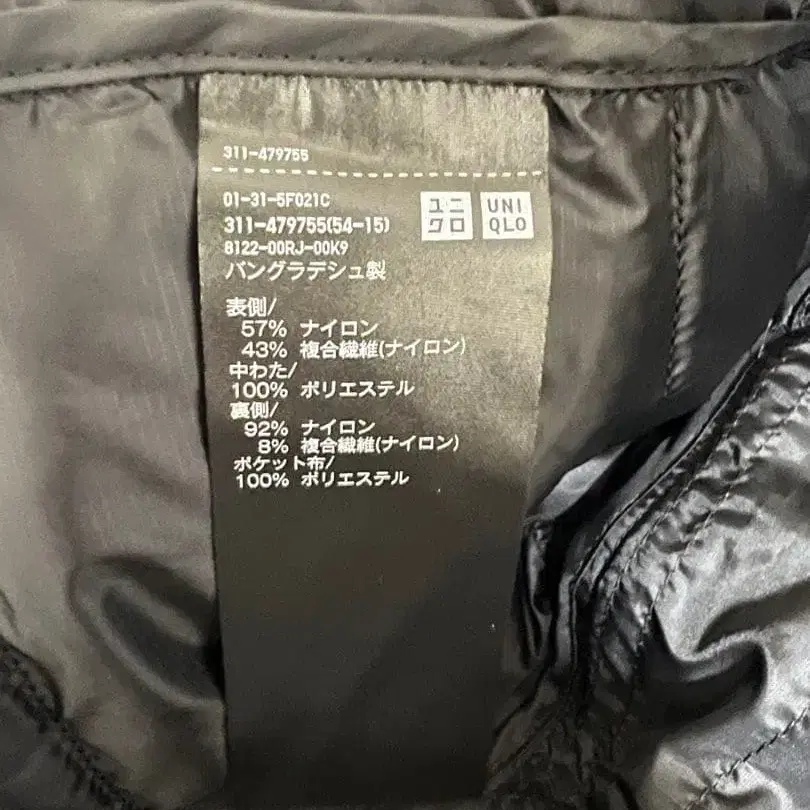 311-479755
01-31-5F021C
311-479755(54-15)
8122-00RJ-00K9
バングラデシュ製
ユニ
クロ
UNI
QLO
表側/
57% ナイロン
43% 複合繊維(ナイロン)
中わた/
100% ポリエステル
裏側/
92% ナイロン
8% 複合繊維(ナイロン)
ポケット布/
100% ポリエステル